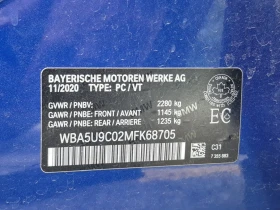 BAYERISCHE MOTOREN WERKE AG
11/2020 TYPE: PC / VT
GVWR / PNBV: 2280 kg
GAWR / PNBE: FRONT / AVANT 1145 kg
GAWR / PNBE: REAR / ARRIERE 1235 kg
WBA5U9C02MFK68705
EC
C31